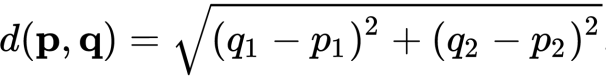 d(p, q) = √((q₁ − p₁)² + (q₂ − p₂)²).